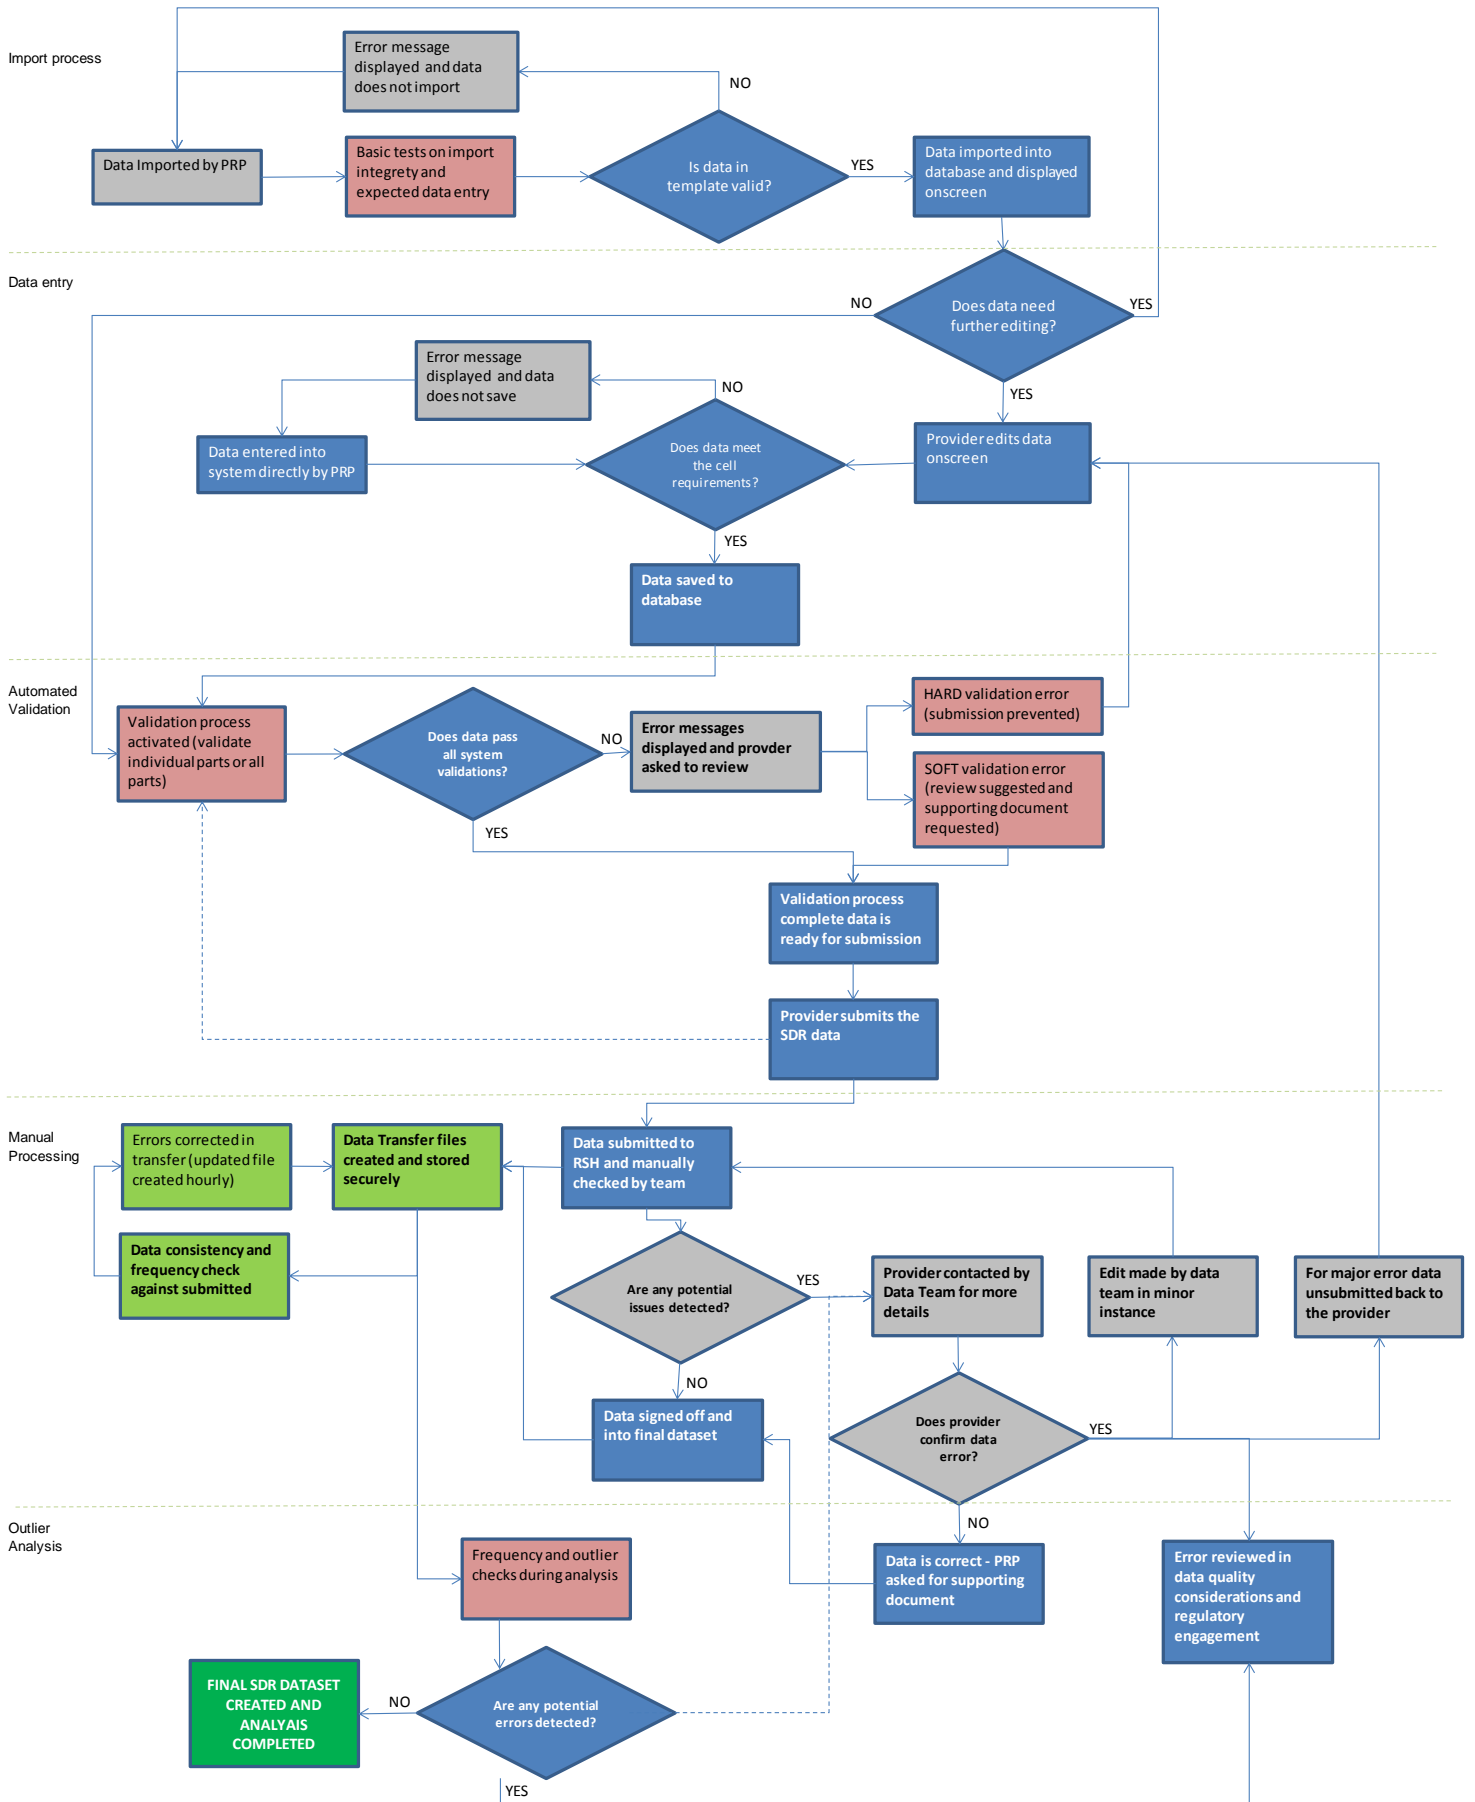 Import process
Error message
displayed and data
does not import
NO
Data Imported by PRP
Basic tests on import
integrety and
expected data entry
Is data in
template valid?
YES
Data imported into
database and displayed
onscreen
Data entry
NO
Does data need
further editing?
YES
YES
Error message
displayed and data
does not save
NO
Data entered into
system directly by PRP
Does data meet
the cell
requirements?
Provider edits data
onscreen
YES
Data saved to
database
Automated
Validation
Validation process
activated (validate
individual parts or all
parts)
Does data pass
all system
validations?
NO
Error messages
displayed and provder
asked to review
HARD validation error
(submission prevented)
SOFT validation error
(review suggested and
supporting document
requested)
YES
Validation process
complete data is
ready for submission
Provider submits the
SDR data
Manual
Processing
Errors corrected in
transfer (updated file
created hourly)
Data Transfer files
created and stored
securely
Data submitted to
RSH and manually
checked by team
Data consistency and
frequency check
against submitted
Are any potential
issues detected?
YES
Provider contacted by
Data Team for more
details
Edit made by data
team in minor
instance
For major error data
unsubmitted back to
the provider
NO
Data signed off and
into final dataset
Does provider
confirm data
error?
YES
Outlier
Analysis
NO
Frequency and outlier
checks during analysis
Data is correct - PRP
asked for supporting
document
Error reviewed in
data quality
considerations and
regulatory
engagement
FINAL SDR DATASET
CREATED AND
ANALYAIS
COMPLETED
NO
Are any potential
errors detected?
YES